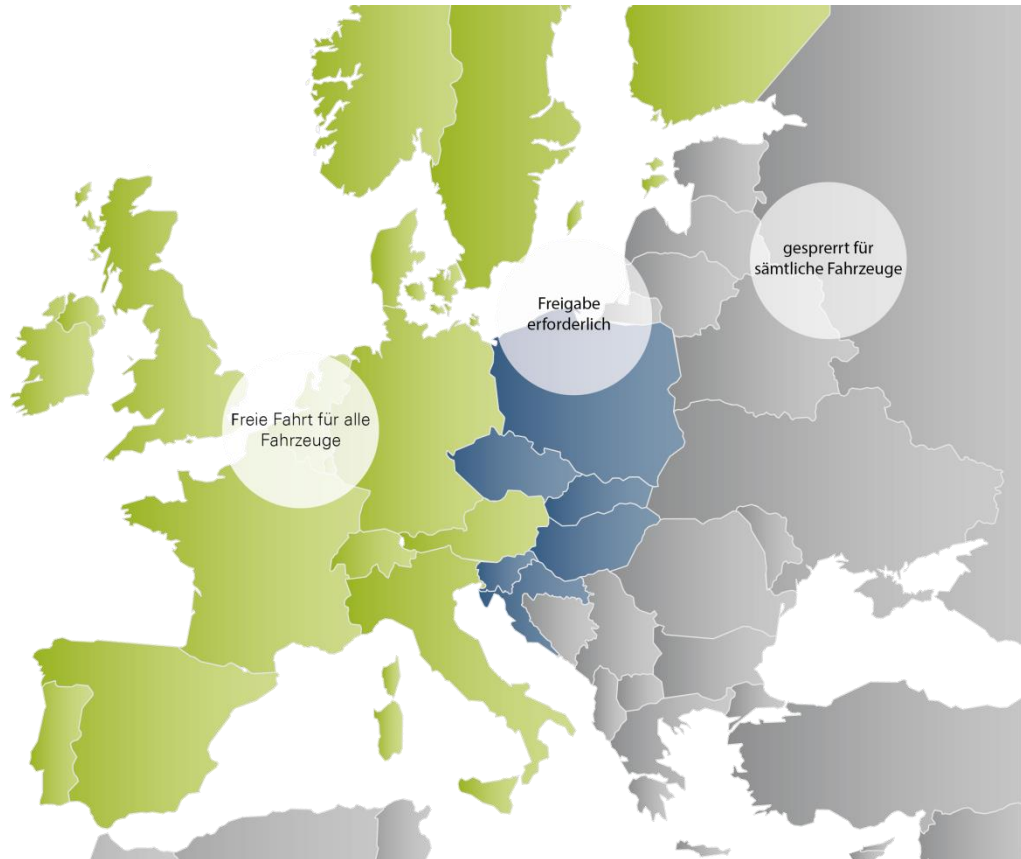 gesprerrt für
sämtliche Fahrzeuge
Freigabe
erforderlich
Freie Fahrt für alle
Fahrzeuge